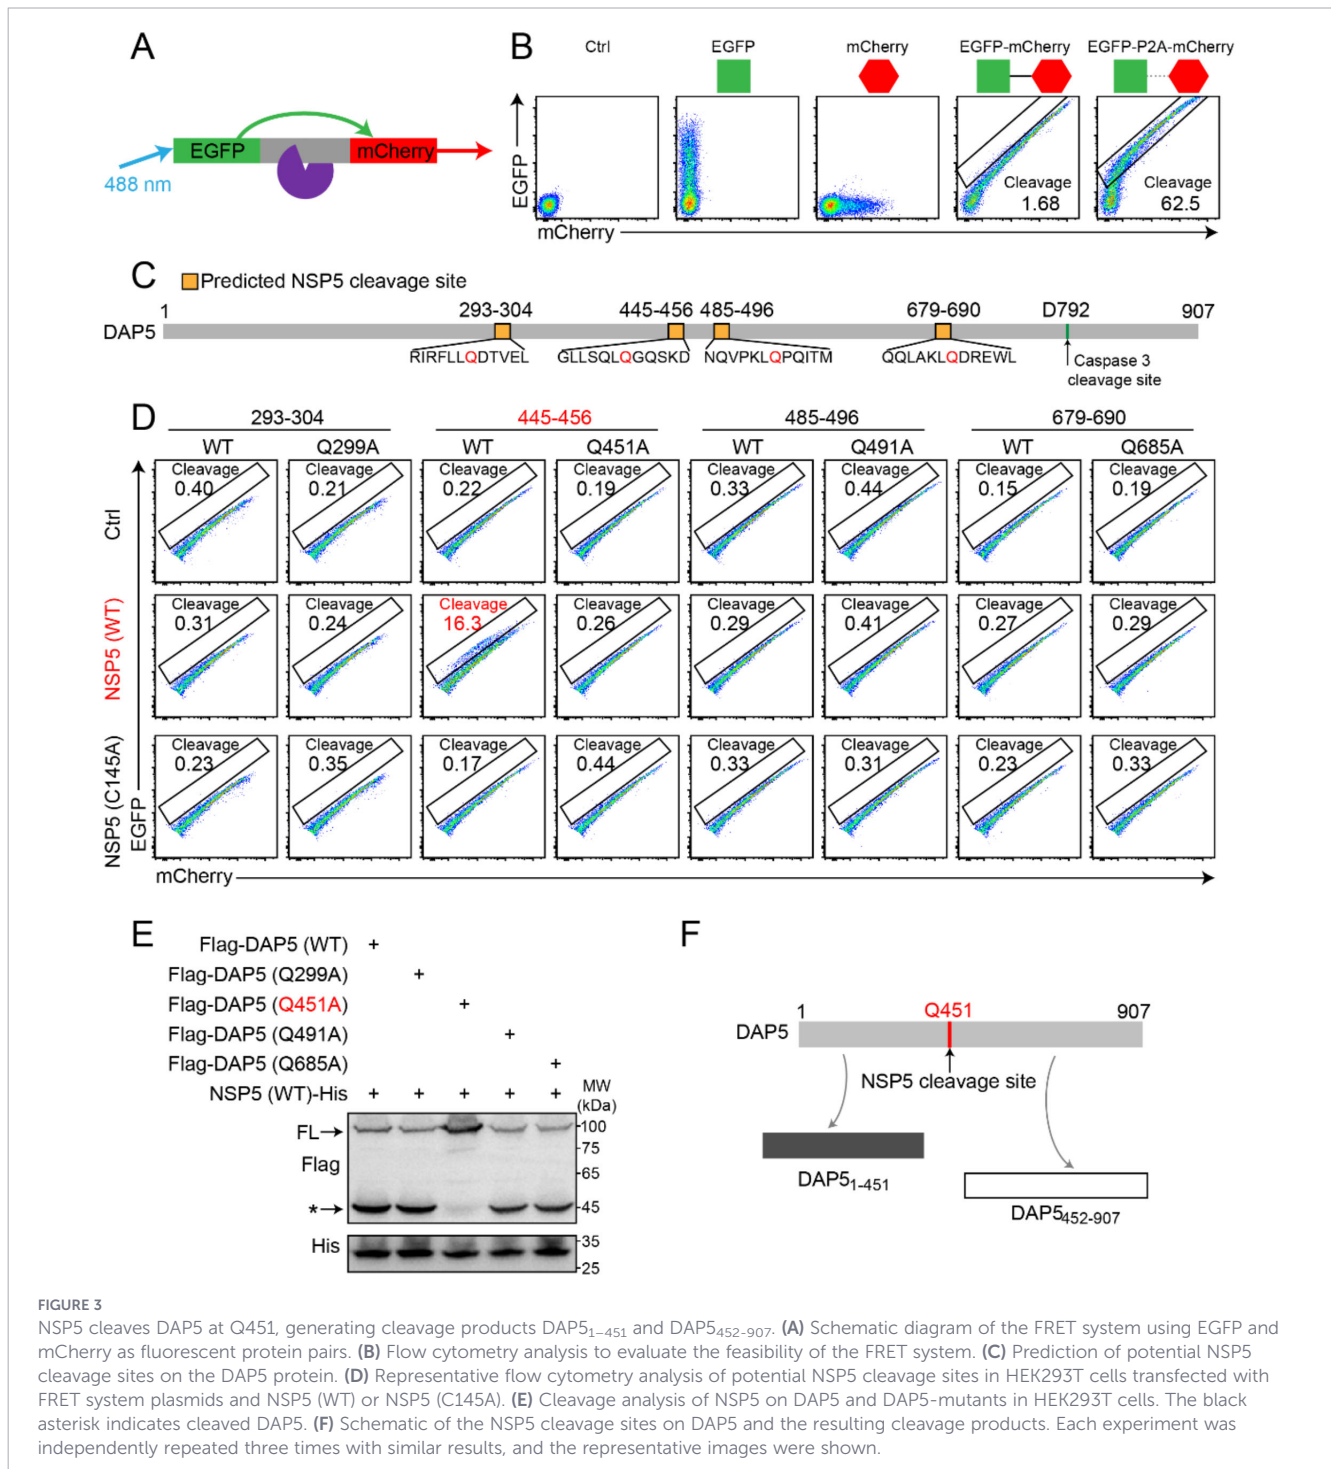 A
EGFP
mCherry
488 nm
B
Ctrl
EGFP
mCherry
EGFP-mCherry
EGFP-P2A-mCherry
EGFP
Cleavage
1.68
Cleavage
62.5
mCherry
C
Predicted NSP5 cleavage site
1
293-304
445-456
485-496
679-690
D792
907
DAP5
RIRFLLQDTVEL
GLLSQLQGQSKD
NQVPKLQPQITM
QQLAKLQDREWL
Caspase 3
cleavage site
D
293-304
445-456
485-496
679-690
WT
Q299A
WT
Q451A
WT
Q491A
WT
Q685A
Ctrl
Cleavage
0.40
Cleavage
0.21
Cleavage
0.22
Cleavage
0.19
Cleavage
0.33
Cleavage
0.44
Cleavage
0.15
Cleavage
0.19
NSP5 (WT)
Cleavage
0.31
Cleavage
0.24
Cleavage
16.3
Cleavage
0.26
Cleavage
0.29
Cleavage
0.41
Cleavage
0.27
Cleavage
0.29
NSP5 (C145A)
EGFP
Cleavage
0.23
Cleavage
0.35
Cleavage
0.17
Cleavage
0.44
Cleavage
0.33
Cleavage
0.31
Cleavage
0.23
Cleavage
0.33
mCherry
E
Flag-DAP5 (WT) +
Flag-DAP5 (Q299A) +
Flag-DAP5 (Q451A) +
Flag-DAP5 (Q491A) +
Flag-DAP5 (Q685A) +
NSP5 (WT)-His + + + + +
MW
(kDa)
FL
Flag
*
100
75
65
45
His
35
25
F
1
Q451
907
DAP5
NSP5 cleavage site
DAP51-451
DAP5452-907
FIGURE 3
NSP5 cleaves DAP5 at Q451, generating cleavage products DAP51–451 and DAP5452-907. (A) Schematic diagram of the FRET system using EGFP and
mCherry as fluorescent protein pairs. (B) Flow cytometry analysis to evaluate the feasibility of the FRET system. (C) Prediction of potential NSP5
cleavage sites on the DAP5 protein. (D) Representative flow cytometry analysis of potential NSP5 cleavage sites in HEK293T cells transfected with
FRET system plasmids and NSP5 (WT) or NSP5 (C145A). (E) Cleavage analysis of NSP5 on DAP5 and DAP5-mutants in HEK293T cells. The black
asterisk indicates cleaved DAP5. (F) Schematic of the NSP5 cleavage sites on DAP5 and the resulting cleavage products. Each experiment was
independently repeated three times with similar results, and the representative images were shown.